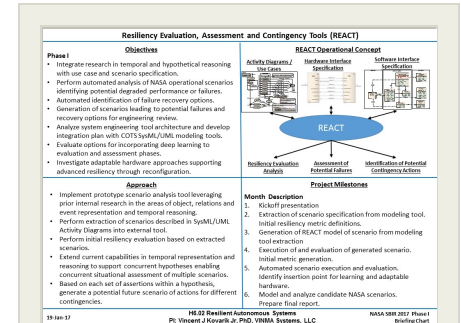 Resiliency Evaluation, Assessment and Contingency Tools (REACT)
Objectives
Phase I
• Integrate research in temporal and hypothetical reasoning
with use case and scenario specification.
• Perform automated analysis of NASA operational scenarios
identifying potential degraded performance or failures.
• Automated identification of failure recovery options.
• Generation of scenarios leading to potential failures and
recovery options for engineering review.
• Analyze system engineering tool architecture and develop
integration plan with COTS SysML/UML modeling tools.
• Evaluate options for incorporating deep learning to
evaluation and assessment phases.
• Investigate adaptable hardware approaches supporting
advanced resiliency through reconfiguration.
REACT Operational Concept
Activity Diagrams /
Use Cases
Hardware Interface
Specification
Software Interface
Specification
REACT
Resiliency Evaluation
Analysis
Assessment of
Potential Failures
Identification of Potential
Contingency Actions
Approach
• Implement prototype scenario analysis tool leveraging
prior internal research in the areas of object, relations and
event representation and temporal reasoning.
• Perform extraction of scenarios described in SysML/UML
Activity Diagrams into external tool.
• Perform initial resiliency evaluation based on extracted
scenarios.
• Extend current capabilities in temporal representation and
reasoning to support concurrent hypotheses enabling
concurrent situational assessment of multiple scenarios.
• Based on each set of assertions within a hypothesis,
generate a potential future scenario of actions for different
contingencies.
Project Milestones
Month Description
1. Kickoff presentation
2. Extraction of scenario specification from modeling tool.
Initial resiliency metric definitions.
3. Generation of REACT model of scenario from modeling
tool extraction
4. Execution of and evaluation of generated scenario.
Initial metric generation.
5. Automated scenario execution and evaluation.
Identify insertion point for learning and adaptable
hardware.
6. Model and analyze candidate NASA scenarios.
Prepare final report.
19-Jan-17
H6.02 Resilient Autonomous Systems
PI: Vincent J Kovarik Jr, PhD, VINMA Systems, LLC
NASA SBIR 2017 Phase I
Briefing Chart